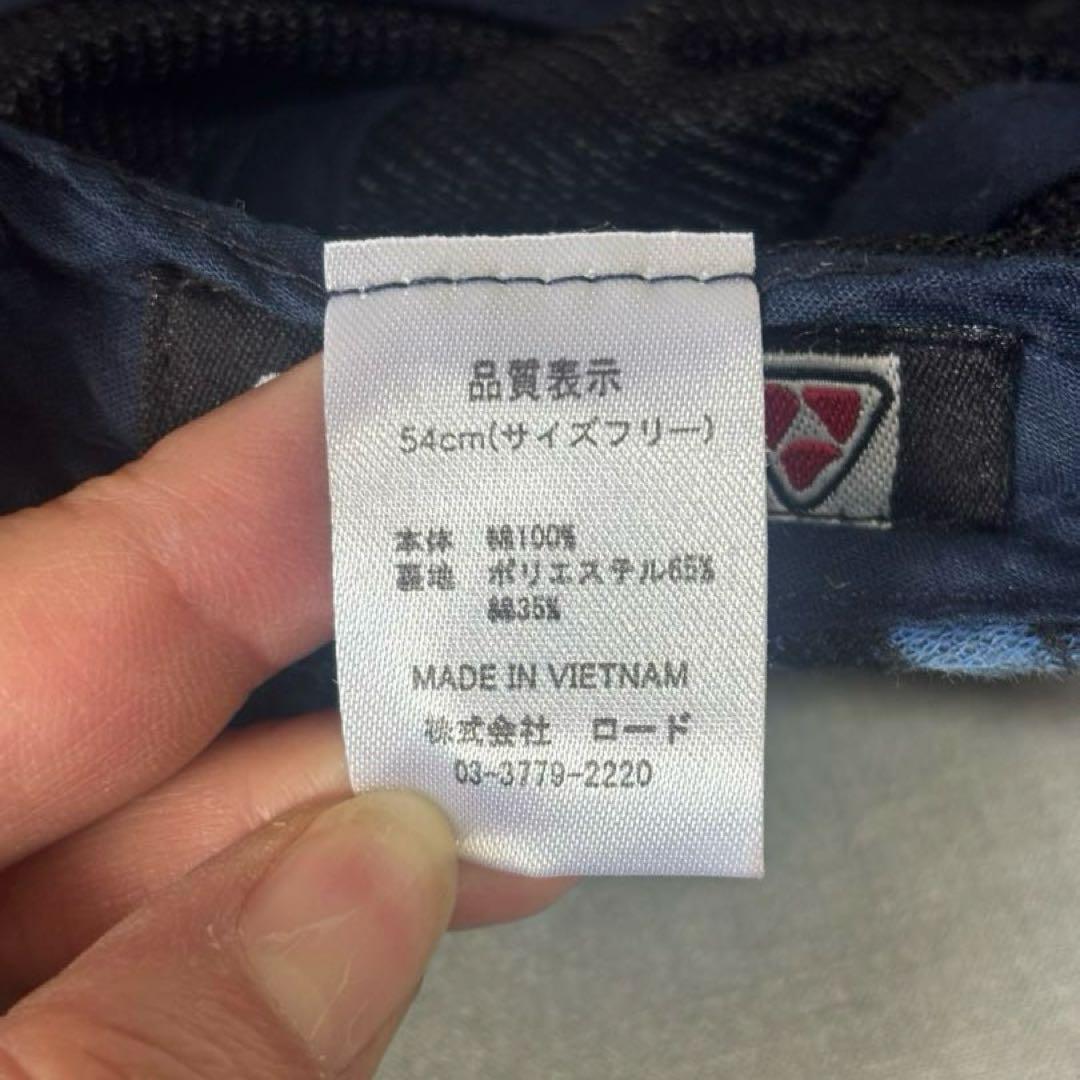 品質表示
54cm(サイズフリー)
本体 綿100%
裏地 ポリエステル65%
綿35%
MADE IN VIETNAM
株式会社 ロード
03-3779-2220